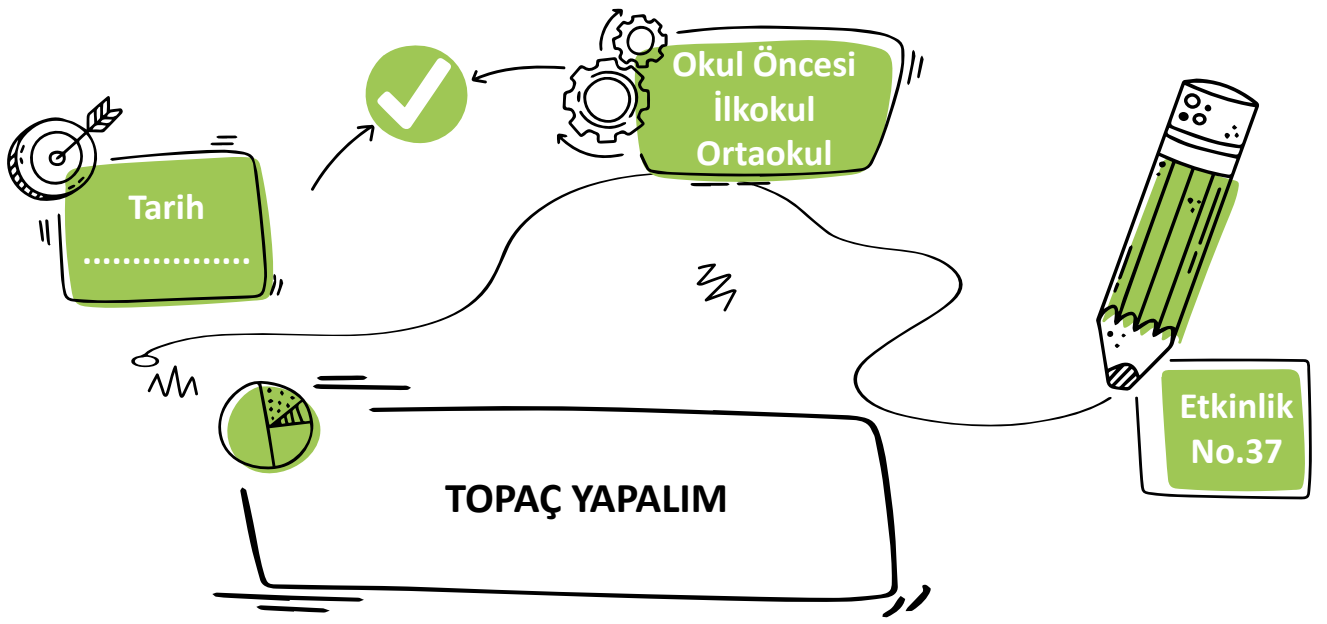 Okul Öncesi
İlkokul
Ortaokul
Tarih
.................
Etkinlik
No.37
TOPAÇ YAPALIM